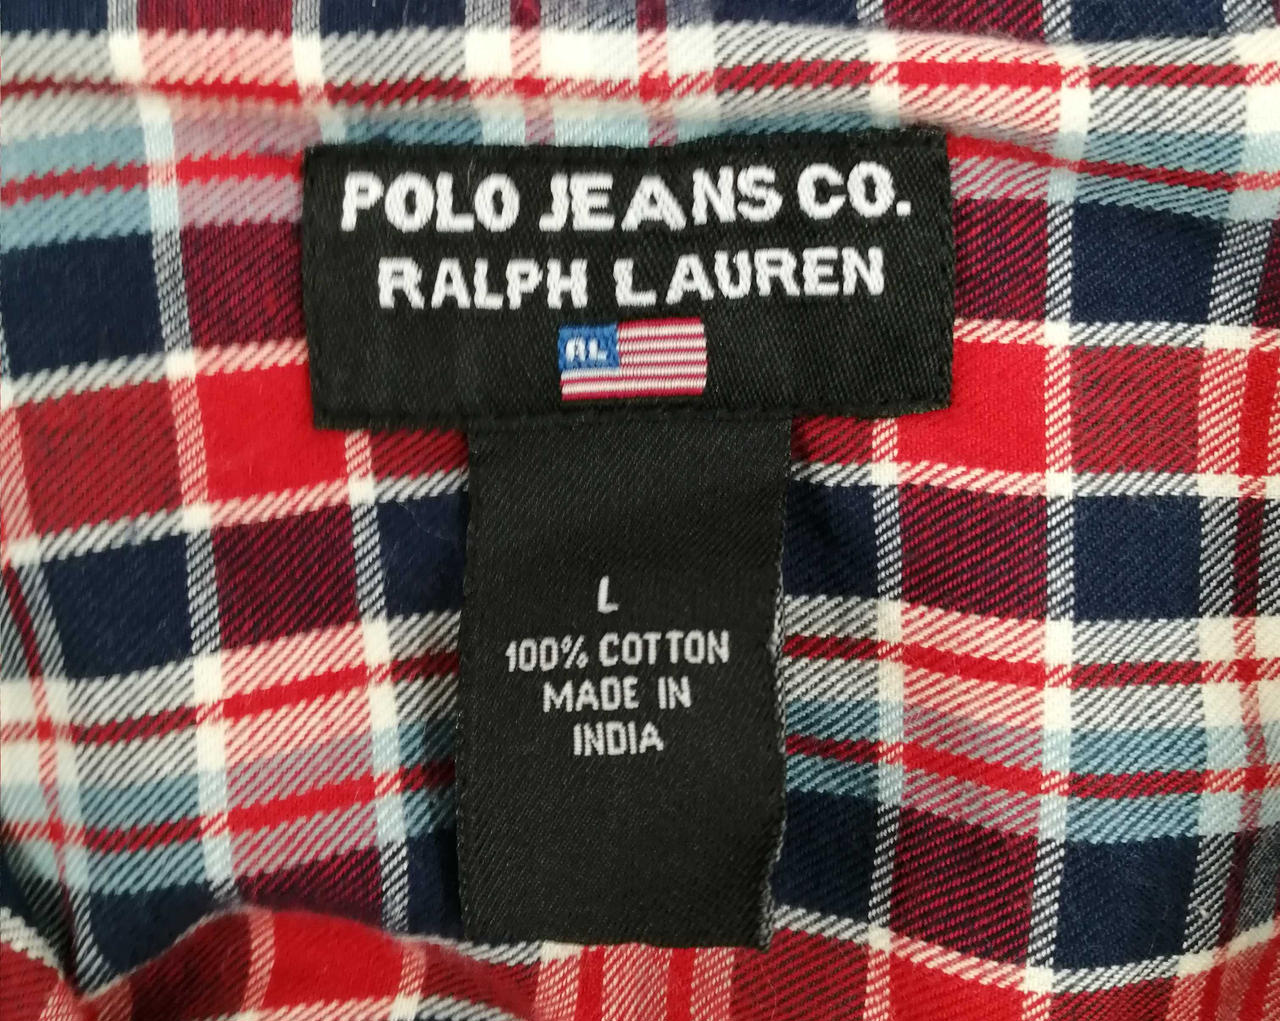 POLO JEANS CO.
RALPH LAUREN
RL
L
100% COTTON
MADE IN
INDIA